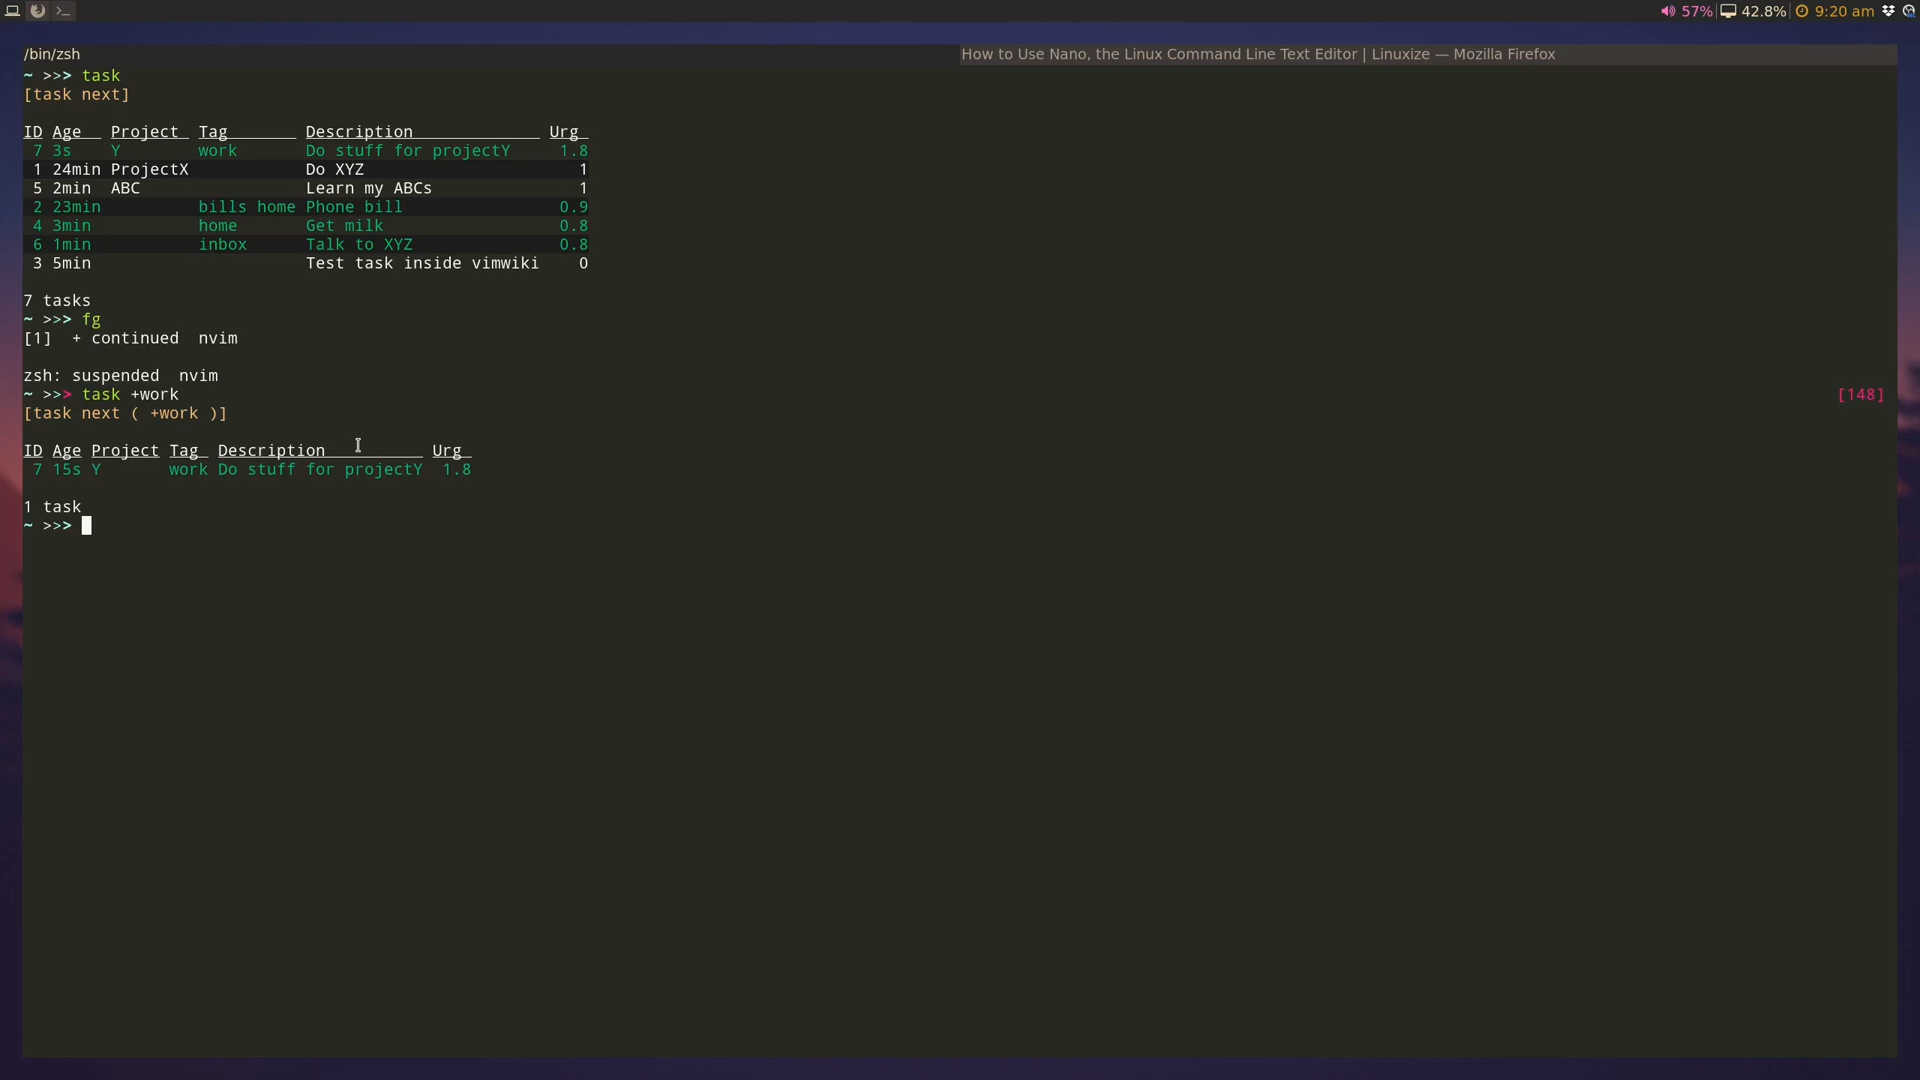 57% 42.8% 9:20 am
/bin/zsh How to Use Nano, the Linux Command Line Text Editor | Linuxize — Mozilla Firefox
~ >>> task
[task next]
ID Age Project Tag Description Urg
7 3s Y work Do stuff for projectY 1.8
1 24min ProjectX Do XYZ 1
5 2min ABC Learn my ABCs 1
2 23min bills home Phone bill 0.9
4 3min home Get milk 0.8
6 1min inbox Talk to XYZ 0.8
3 5min Test task inside vimwiki 0
7 tasks
~ >>> fg
[1] + continued nvim
zsh: suspended nvim
~ >>> task +work [148]
[task next ( +work )]
ID Age Project Tag Description Urg
7 15s Y work Do stuff for projectY 1.8
1 task
~ >>>